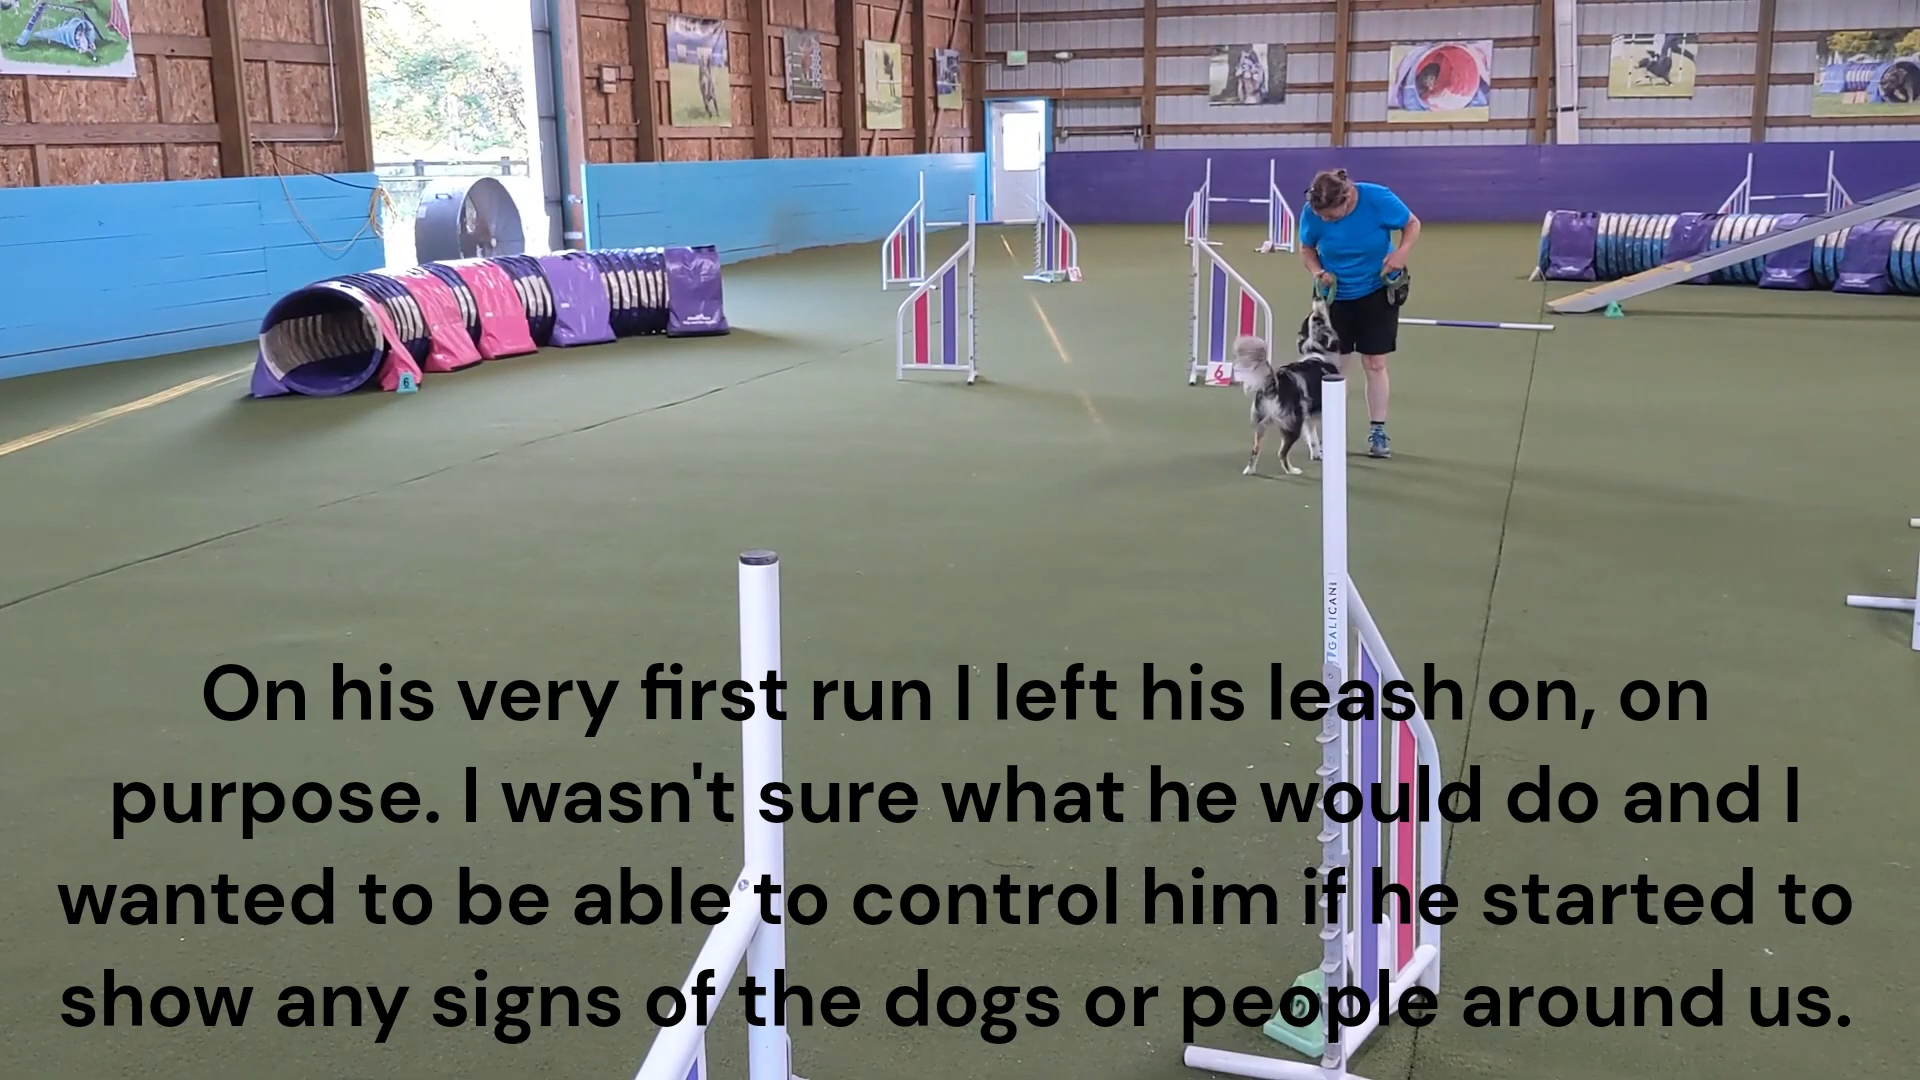 6
6
GALICANI
On his very first run I left his leash on, on
purpose. I wasn't sure what he would do and I
wanted to be able to control him if he started to
show any signs of the dogs or people around us.